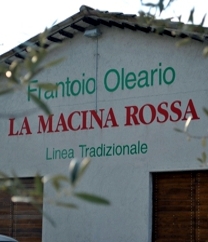 Frantoio Oleario
LA MACINA ROSSA
Linea Tradizionale